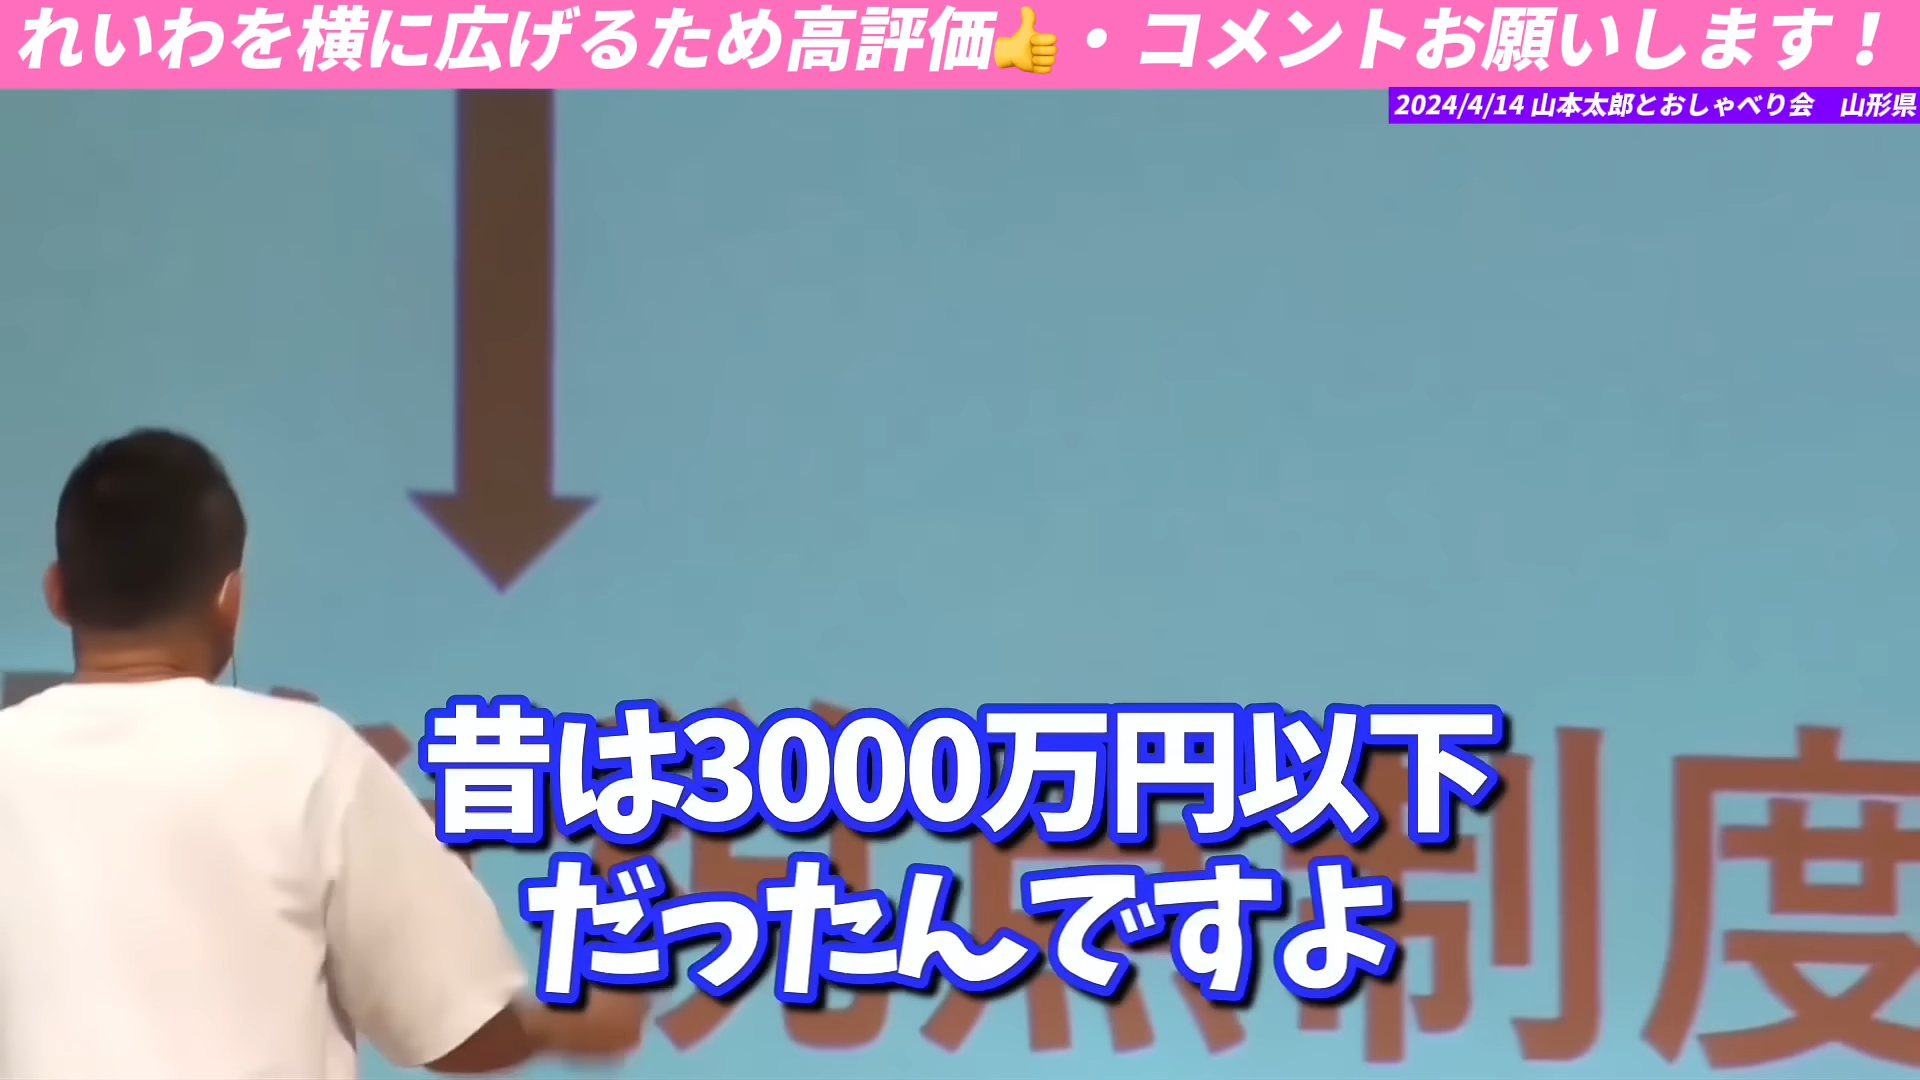 れいわを横に広げるため高評価👍・コメントお願いします!
2024/4/14 山本太郎とおしゃべり会 山形県
昔は3000万円以下
だったんですよ
点制度